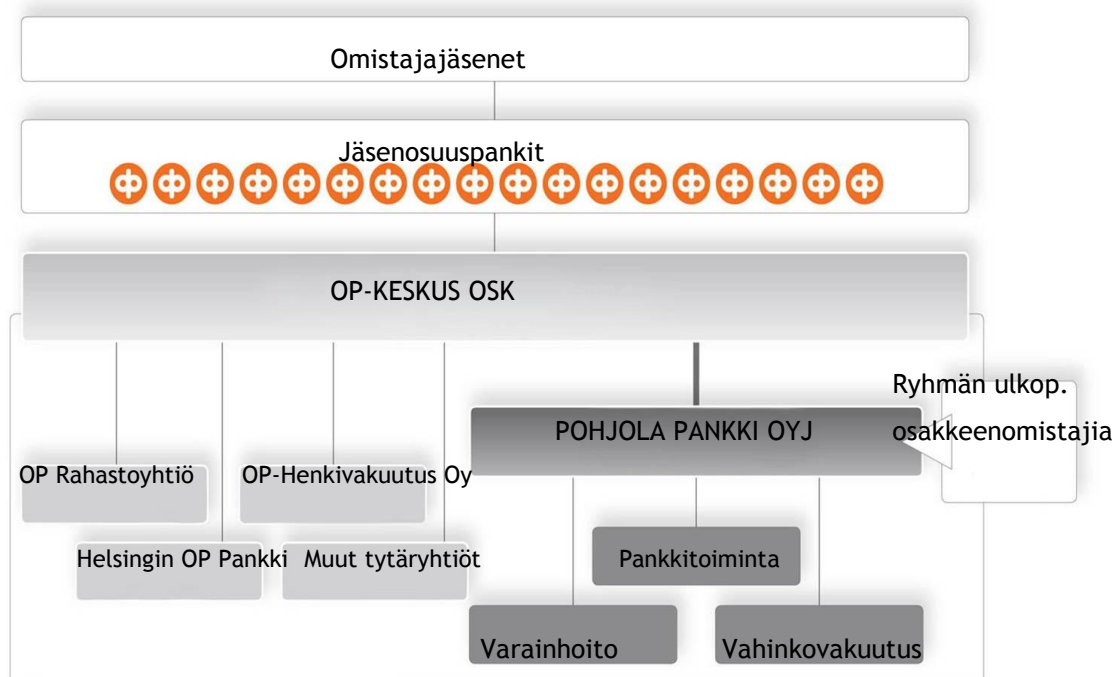 Omistajajäsenet
Jäsenosuuspankit
OP-KESKUS OSK
Ryhmän ulkop.
osakkeenomistajia
POHJOLA PANKKI OYJ
OP Rahastoyhtiö
OP-Henkivakuutus Oy
Helsingin OP Pankki
Muut tytäryhtiöt
Pankkitoiminta
Varainhoito
Vahinkovakuutus